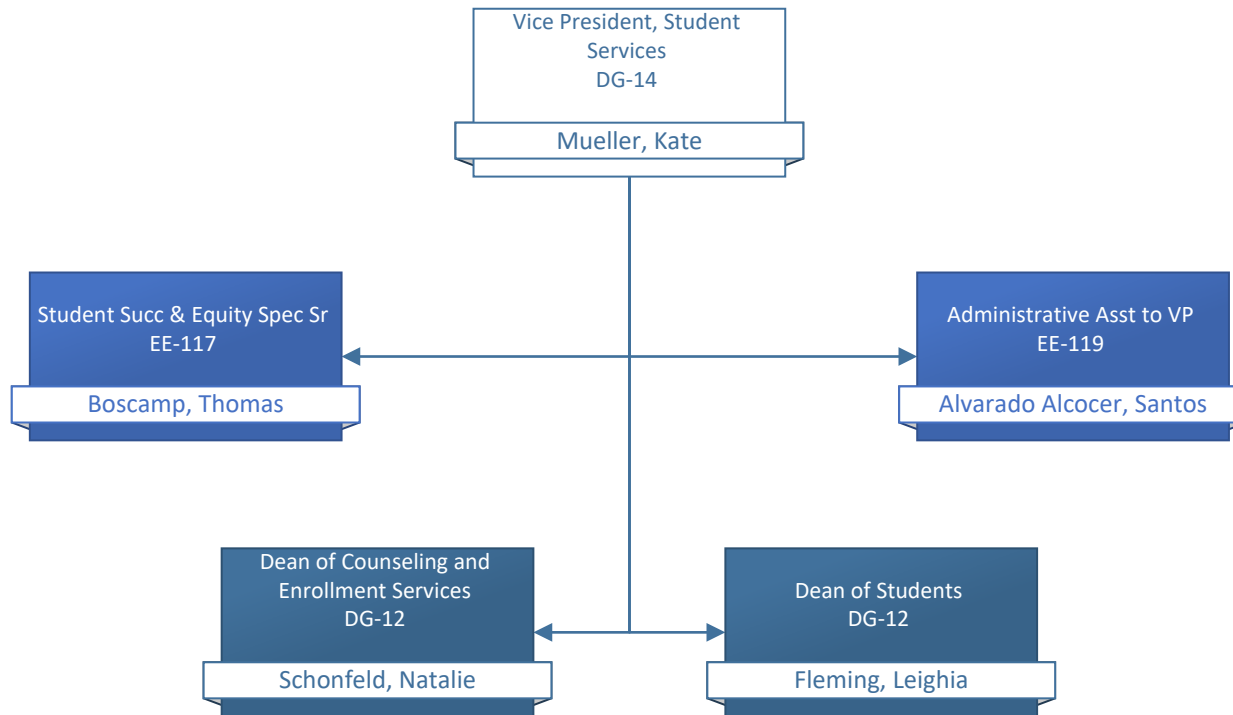 Vice President, Student
Services
DG-14
Mueller, Kate
Student Succ & Equity Spec Sr
EE-117
Boscamp, Thomas
Administrative Asst to VP
EE-119
Alvarado Alcocer, Santos
Dean of Counseling and
Enrollment Services
DG-12
Schonfeld, Natalie
Dean of Students
DG-12
Fleming, Leighia